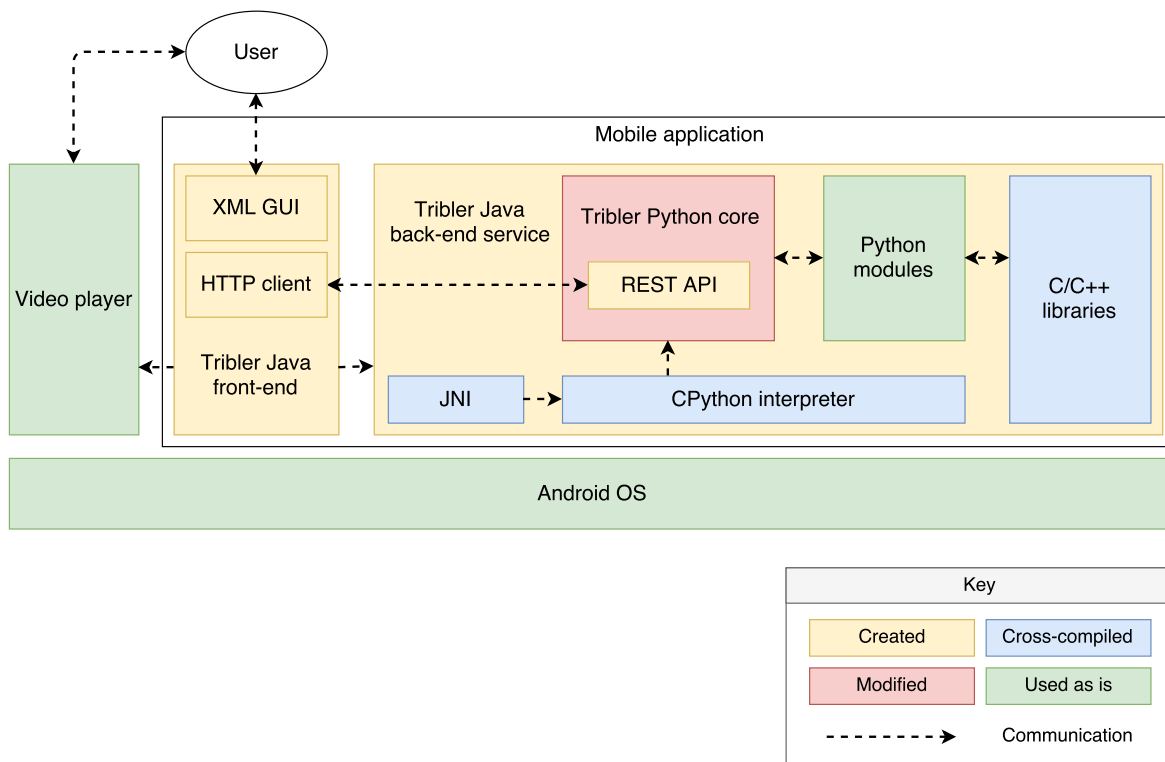 User
Mobile application
Video player
XML GUI
HTTP client
Tribler Java
front-end
Tribler Java
back-end service
Tribler Python core
REST API
Python
modules
C/C++
libraries
JNI
CPython interpreter
Android OS
Key
Created
Cross-compiled
Modified
Used as is
Communication